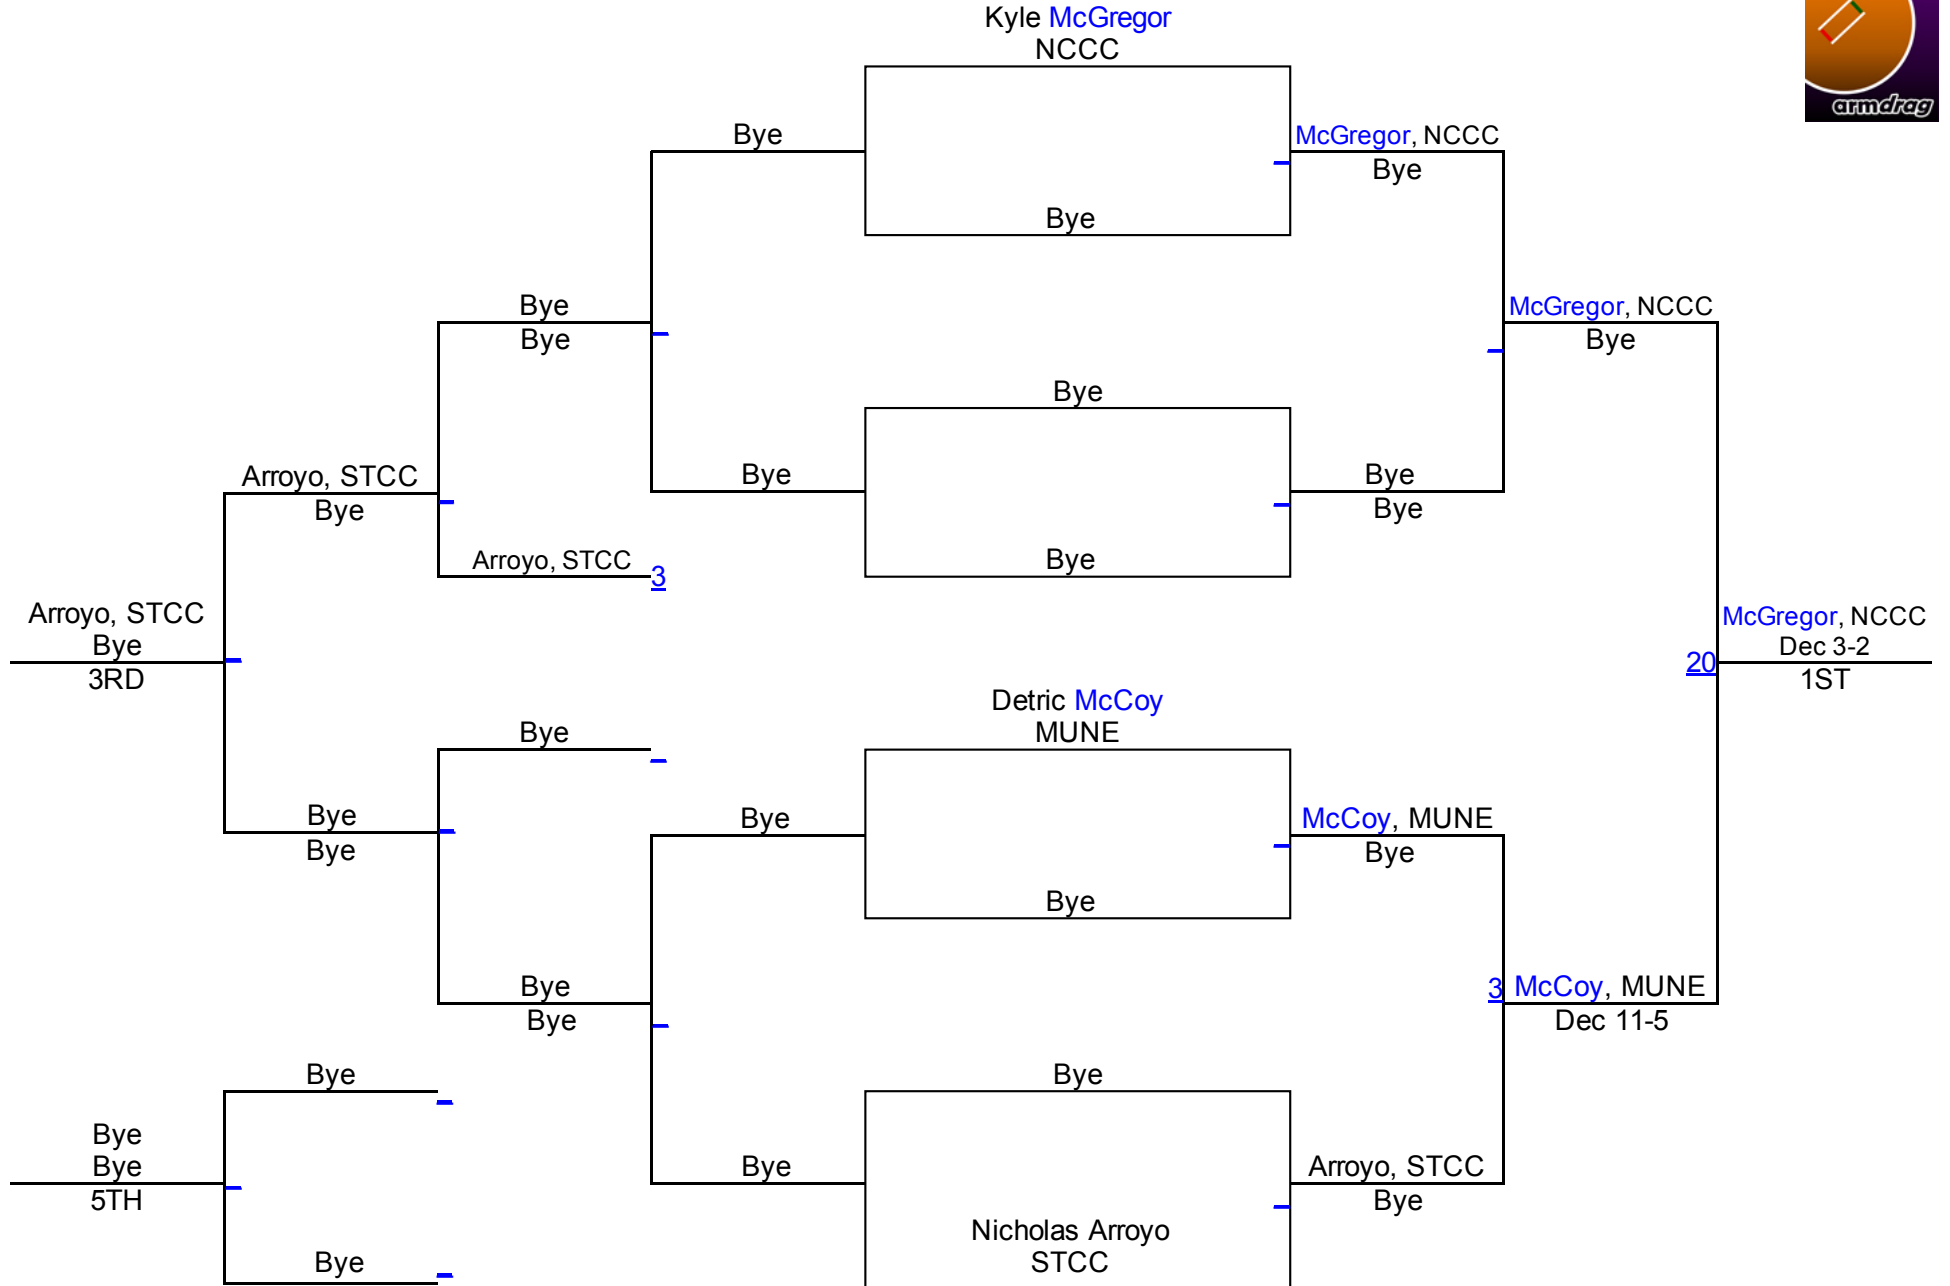 Kyle McGregor
NCCC
armdrag
Bye
McGregor, NCCC
Bye
Bye
Bye
Bye
McGregor, NCCC
Bye
Bye
Arroyo, STCC
Bye
Bye
Bye
Bye
Arroyo, STCC
3
Bye
Arroyo, STCC
Bye
3RD
McGregor, NCCC
Dec 3-2
20
1ST
Detric McCoy
MUNE
Bye
Bye
Bye
Bye
McCoy, MUNE
Bye
Bye
Bye
Bye
3
McCoy, MUNE
Dec 11-5
Bye
Bye
Bye
Bye
5TH
Bye
Arroyo, STCC
Bye
Nicholas Arroyo
STCC
Bye